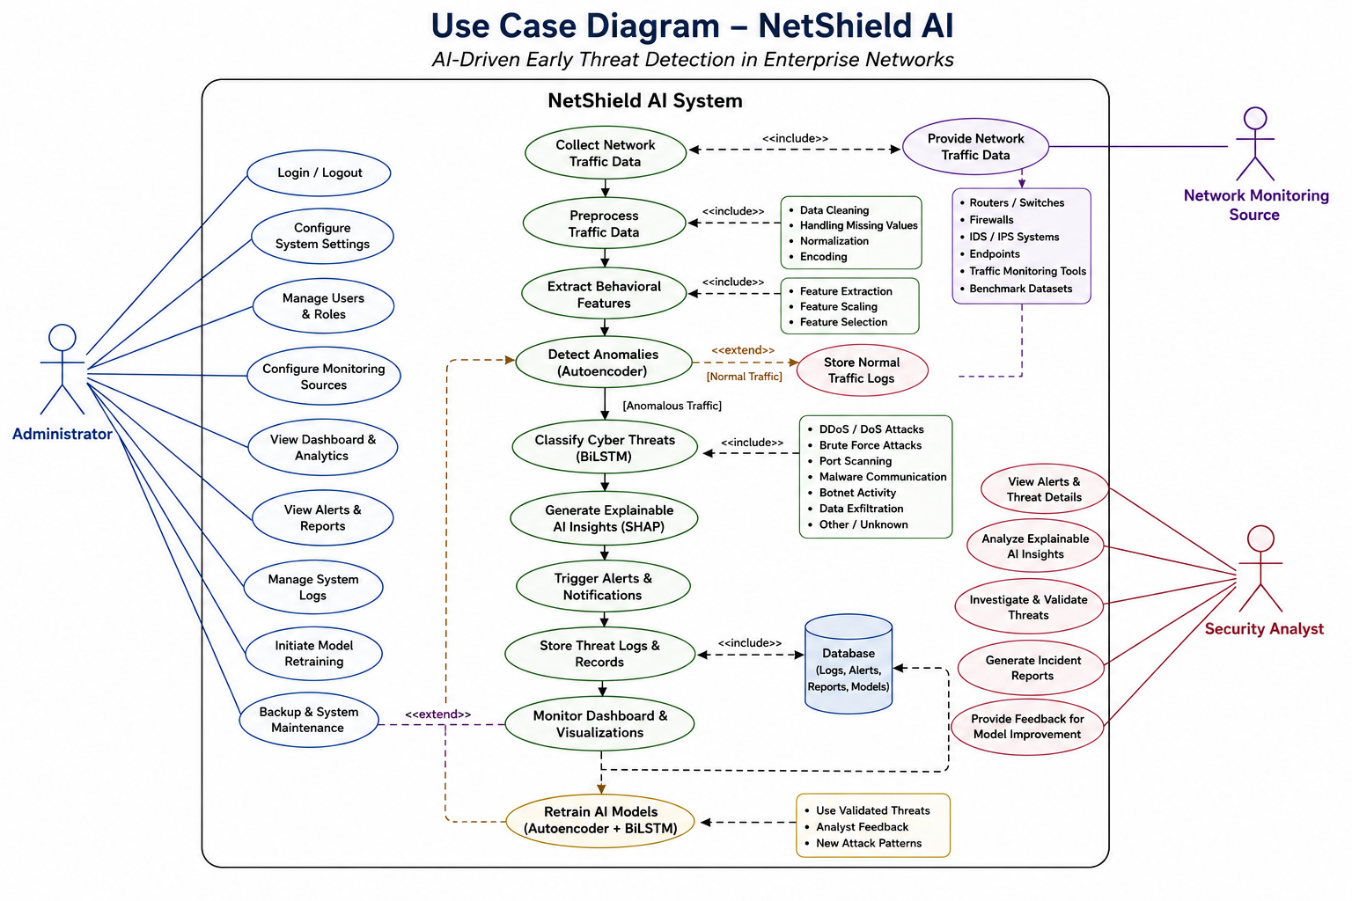 Use Case Diagram – NetShield AI
AI-Driven Early Threat Detection in Enterprise Networks
NetShield AI System
Administrator
Login / Logout
Configure
System Settings
Manage Users
& Roles
Configure Monitoring
Sources
View Dashboard &
Analytics
View Alerts &
Reports
Manage System
Logs
Initiate Model
Retraining
Backup & System
Maintenance
<<extend>>
Collect Network
Traffic Data
<<include>>
Provide Network
Traffic Data
Network Monitoring
Source
Preprocess
Traffic Data
<<include>>
• Data Cleaning
• Handling Missing Values
• Normalization
• Encoding
• Routers / Switches
• Firewalls
• IDS / IPS Systems
• Endpoints
• Traffic Monitoring Tools
• Benchmark Datasets
Extract Behavioral
Features
<<include>>
• Feature Extraction
• Feature Scaling
• Feature Selection
Detect Anomalies
(Autoencoder)
<<extend>>
[Normal Traffic]
Store Normal
Traffic Logs
[Anomalous Traffic]
Classify Cyber Threats
(BiLSTM)
<<include>>
• DDoS / DoS Attacks
• Brute Force Attacks
• Port Scanning
• Malware Communication
• Botnet Activity
• Data Exfiltration
• Other / Unknown
Generate Explainable
AI Insights (SHAP)
Trigger Alerts &
Notifications
Store Threat Logs &
Records
<<include>>
Database
(Logs, Alerts,
Reports, Models)
Monitor Dashboard &
Visualizations
Retrain AI Models
(Autoencoder + BiLSTM)
• Use Validated Threats
• Analyst Feedback
• New Attack Patterns
View Alerts &
Threat Details
Analyze Explainable
AI Insights
Investigate & Validate
Threats
Generate Incident
Reports
Provide Feedback for
Model Improvement
Security Analyst